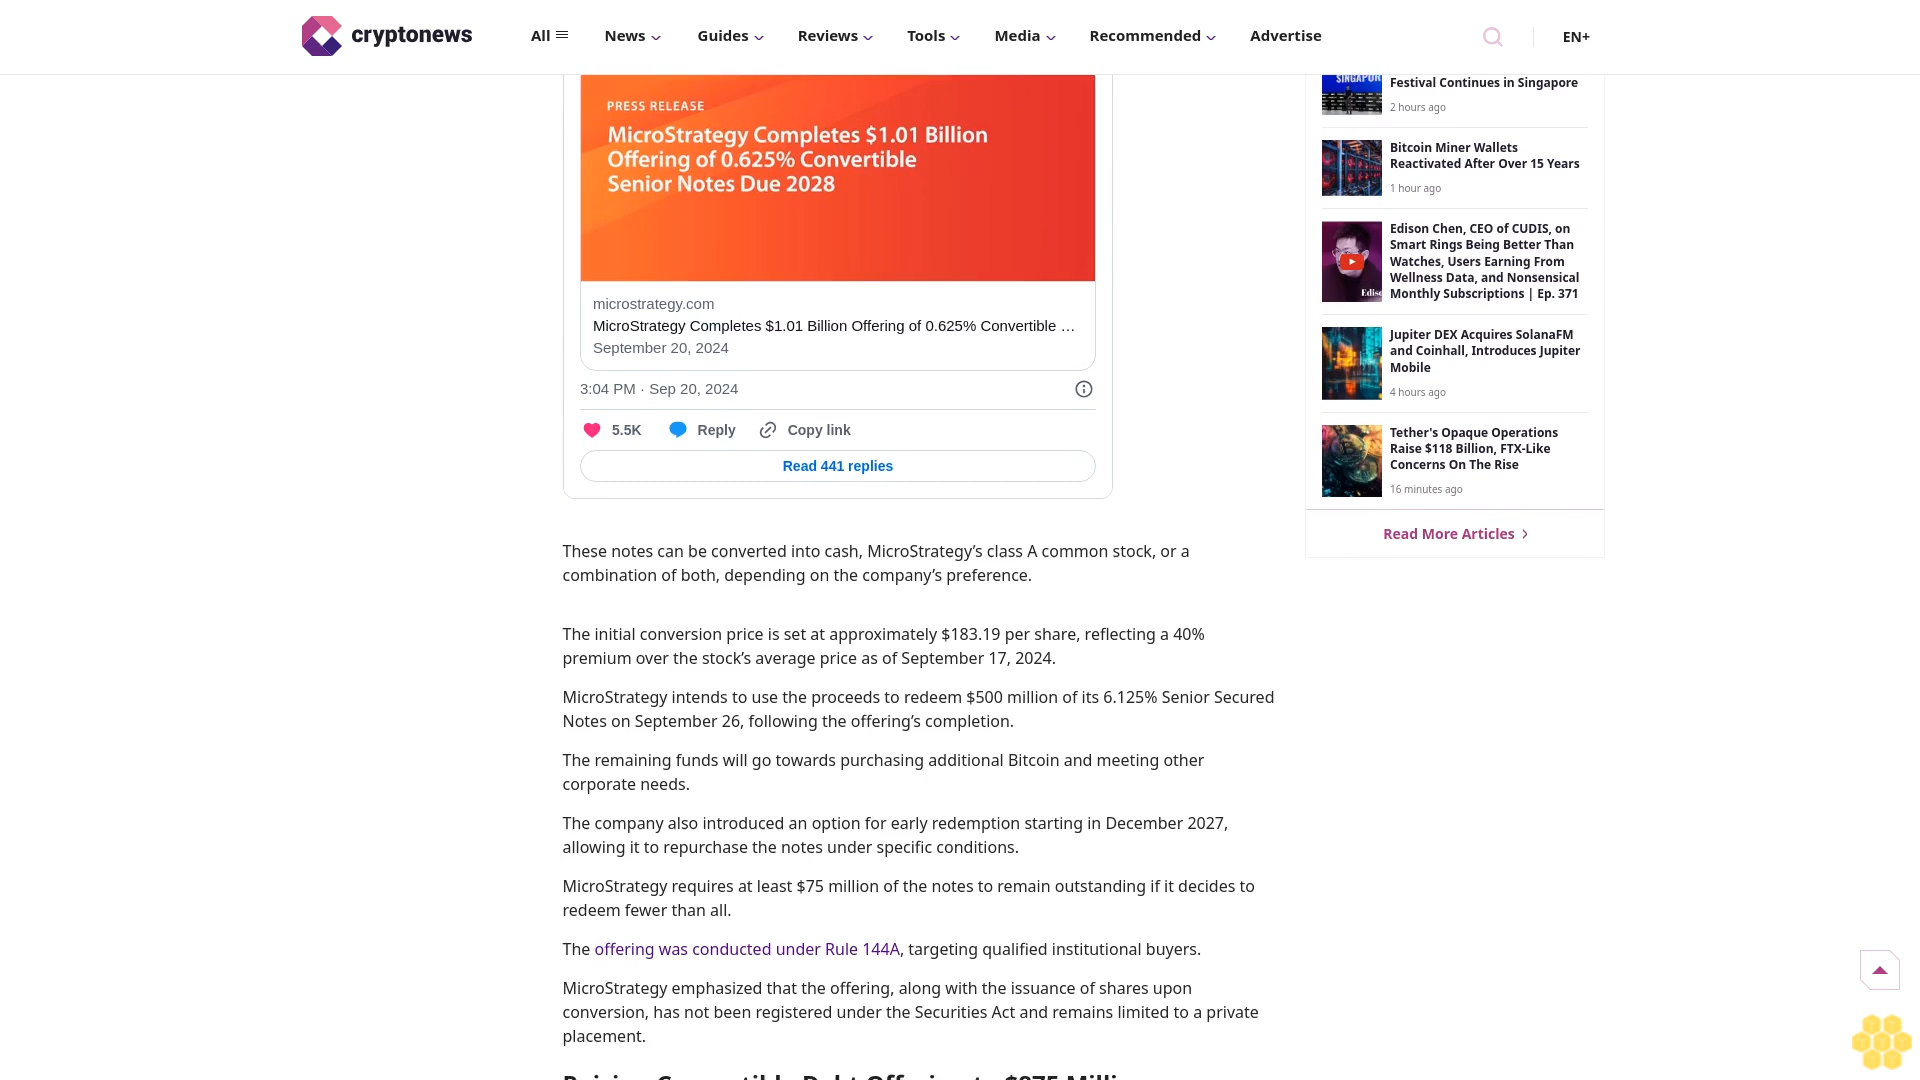 cryptonews
All
News
Guides
Reviews
Tools
Media
Recommended
Advertise
EN+
PRESS RELEASE
MicroStrategy Completes $1.01 Billion
Offering of 0.625% Convertible
Senior Notes Due 2028
microstrategy.com
MicroStrategy Completes $1.01 Billion Offering of 0.625% Convertible …
September 20, 2024
3:04 PM · Sep 20, 2024
5.5K
Reply
Copy link
Read 441 replies
These notes can be converted into cash, MicroStrategy’s class A common stock, or a
combination of both, depending on the company’s preference.
The initial conversion price is set at approximately $183.19 per share, reflecting a 40%
premium over the stock’s average price as of September 17, 2024.
MicroStrategy intends to use the proceeds to redeem $500 million of its 6.125% Senior Secured
Notes on September 26, following the offering’s completion.
The remaining funds will go towards purchasing additional Bitcoin and meeting other
corporate needs.
The company also introduced an option for early redemption starting in December 2027,
allowing it to repurchase the notes under specific conditions.
MicroStrategy requires at least $75 million of the notes to remain outstanding if it decides to
redeem fewer than all.
The offering was conducted under Rule 144A, targeting qualified institutional buyers.
MicroStrategy emphasized that the offering, along with the issuance of shares upon
conversion, has not been registered under the Securities Act and remains limited to a private
placement.
Festival Continues in Singapore
2 hours ago
Bitcoin Miner Wallets
Reactivated After Over 15 Years
1 hour ago
Edison Chen, CEO of CUDIS, on
Smart Rings Being Better Than
Watches, Users Earning From
Wellness Data, and Nonsensical
Monthly Subscriptions | Ep. 371
Jupiter DEX Acquires SolanaFM
and Coinhall, Introduces Jupiter
Mobile
4 hours ago
Tether's Opaque Operations
Raise $118 Billion, FTX-Like
Concerns On The Rise
16 minutes ago
Read More Articles